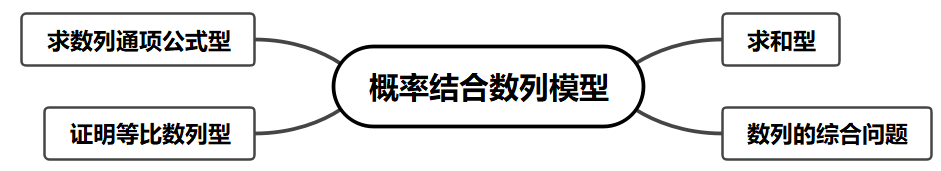 求数列通项公式型
求和型
概率结合数列模型
证明等比数列型
数列的综合问题